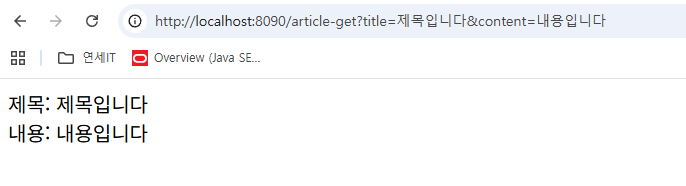 http://localhost:8090/article-get?title=제목입니다&content=내용입니다
연세IT
Overview (Java SE...
제목: 제목입니다
내용: 내용입니다